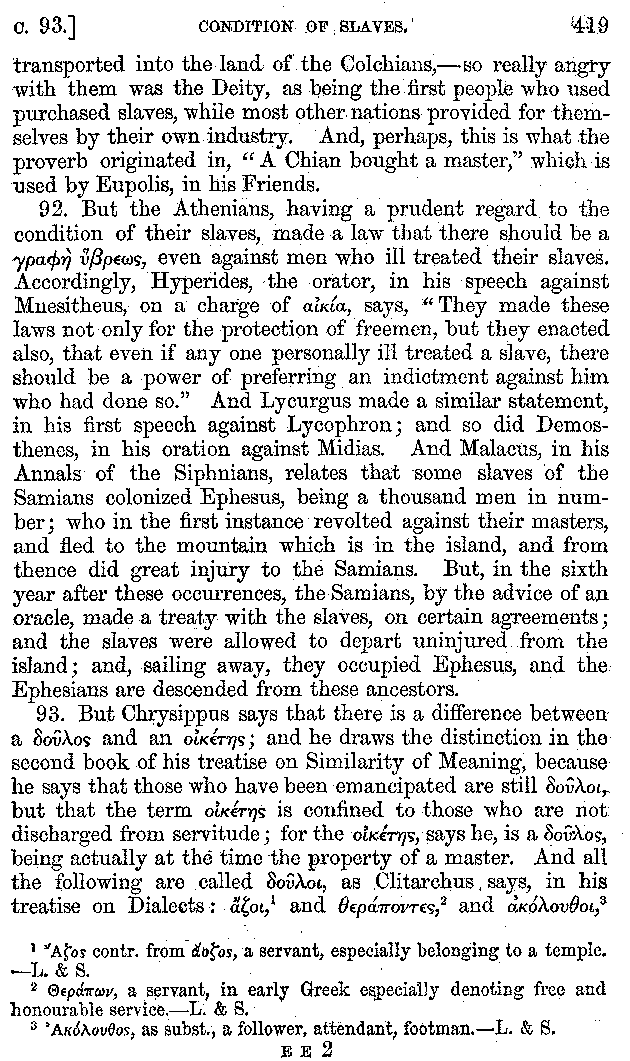 C. 93.] CONDITION OF SLAVES. 419
transported into the land of the Colchians,—so really angry
with them was the Deity, as being the first people who used
purchased slaves, while most other nations provided for them-
selves by their own industry. And, perhaps, this is what the
proverb originated in, “A Chian bought a master,” which is
used by Eupolis, in his Friends.
92. But the Athenians, having a prudent regard to the
condition of their slaves, made a law that there should be a
γραφὴ ὕβρεως, even against men who ill treated their slaves.
Accordingly, Hyperides, the orator, in his speech against
Mnesitheus, on a charge of αἰκία, says, “They made these
laws not only for the protection of freemen, but they enacted
also, that even if any one personally ill treated a slave, there
should be a power of preferring an indictment against him
who had done so.” And Lycurgus made a similar statement,
in his first speech against Lycophron; and so did Demos-
thenes, in his oration against Midias. And Malacus, in his
Annals of the Siphnians, relates that some slaves of the
Samians colonized Ephesus, being a thousand men in num-
ber; who in the first instance revolted against their masters,
and fled to the mountain which is in the island, and from
thence did great injury to the Samians. But, in the sixth
year after these occurrences, the Samians, by the advice of an
oracle, made a treaty with the slaves, on certain agreements;
and the slaves were allowed to depart uninjured from the
island; and, sailing away, they occupied Ephesus, and the
Ephesians are descended from these ancestors.
93. But Chrysippus says that there is a difference between
a δοῦλος and an οἰκέτης; and he draws the distinction in the
second book of his treatise on Similarity of Meaning, because
he says that those who have been emancipated are still δοῦλοι,
but that the term οἰκέτης is confined to those who are not
discharged from servitude; for the οἰκέτης, says he, is a δοῦλος,
being actually at the time the property of a master. And all
the following are called δοῦλοι, as Clitarchus says, in his
treatise on Dialects: ἄζοι,¹ and θεράποντες,² and ἀκόλουθοι,³
¹ Ἄζος contr. from ἄοζος, a servant, especially belonging to a temple.
—L. & S.
² Θεράπων, a servant, in early Greek especially denoting free and
honourable service.—L. & S.
³ Ἀκόλουθος, as subst., a follower, attendant, footman.—L. & S.
E E 2